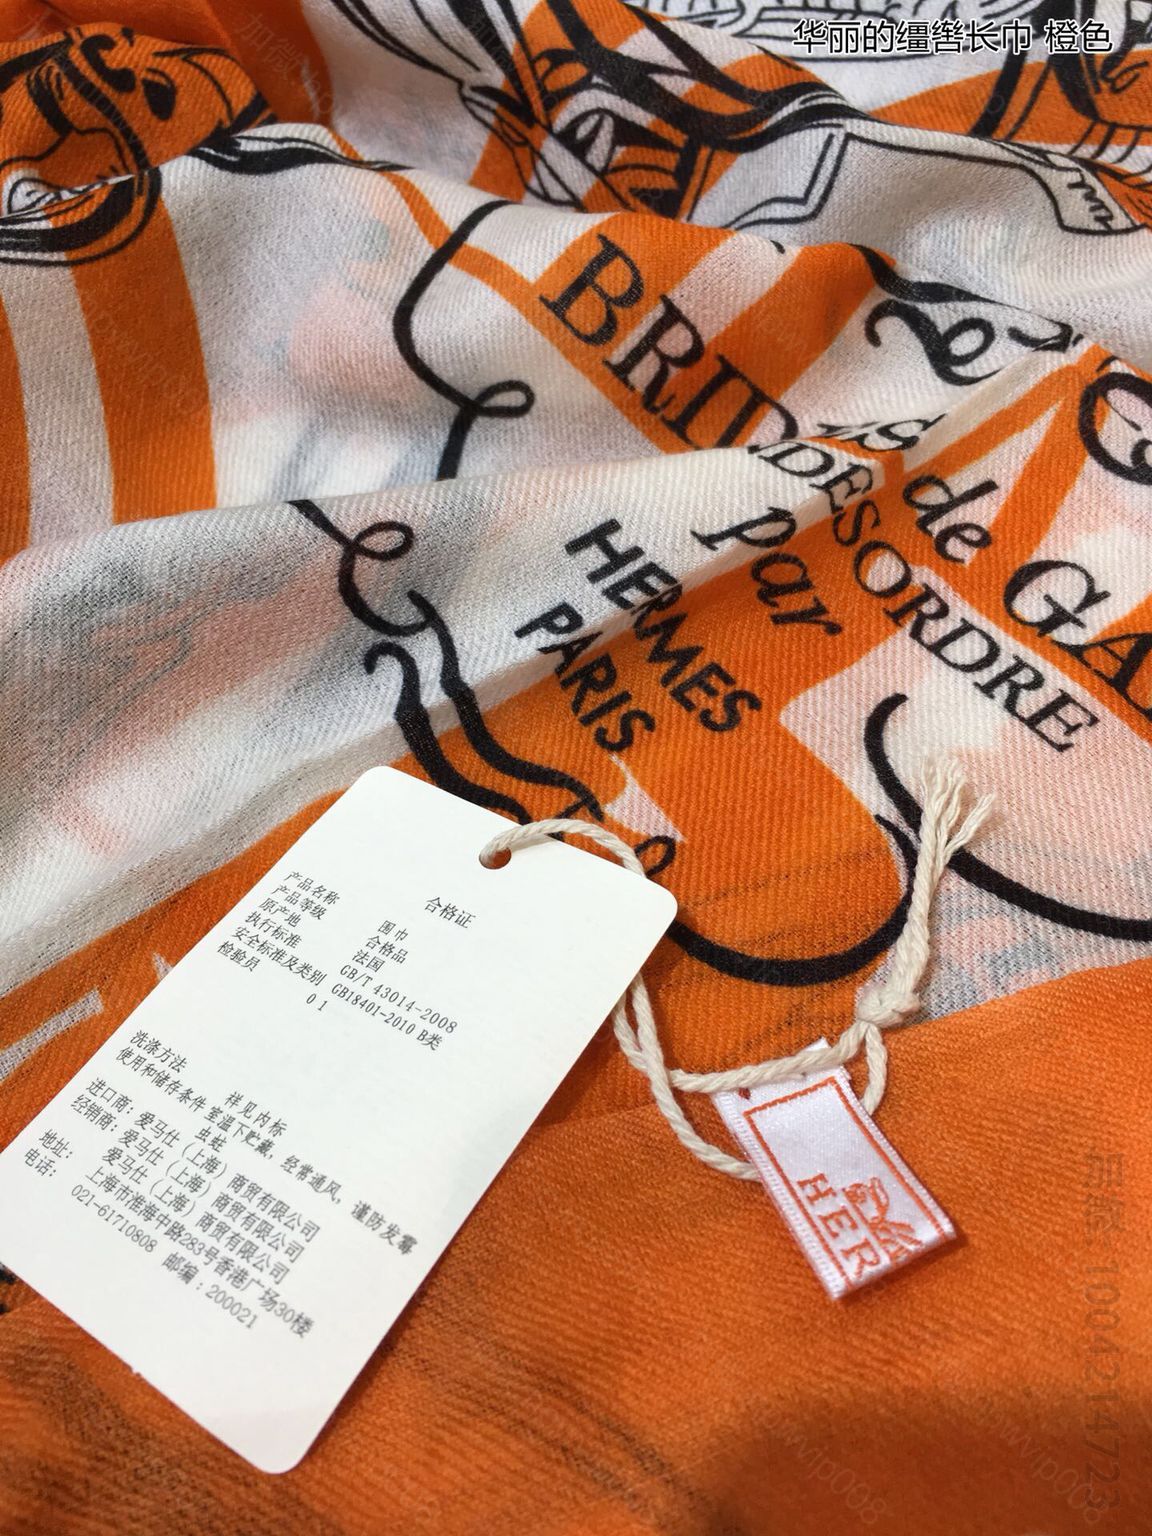 华丽的缰辔长巾 橙色
BRIDES
de GA
par
DESORDRE
HERMES
PARIS
合格证
产品名称 围巾
产品等级 合格品
原产地 法国
执行标准 GB/T 43014-2008
安全标准及类别 GB18401-2010 B类
检验员 01
洗涤方法 祥见内标
使用和储存条件 室温下贮藏，经常通风，谨防发霉
虫蛀
进口商：爱马仕（上海）商贸有限公司
经销商：爱马仕（上海）商贸有限公司
爱马仕（上海）商贸有限公司
地址： 上海市淮海中路283号香港广场30楼
电话： 021-61710808 邮编：200021
HER
1004214723